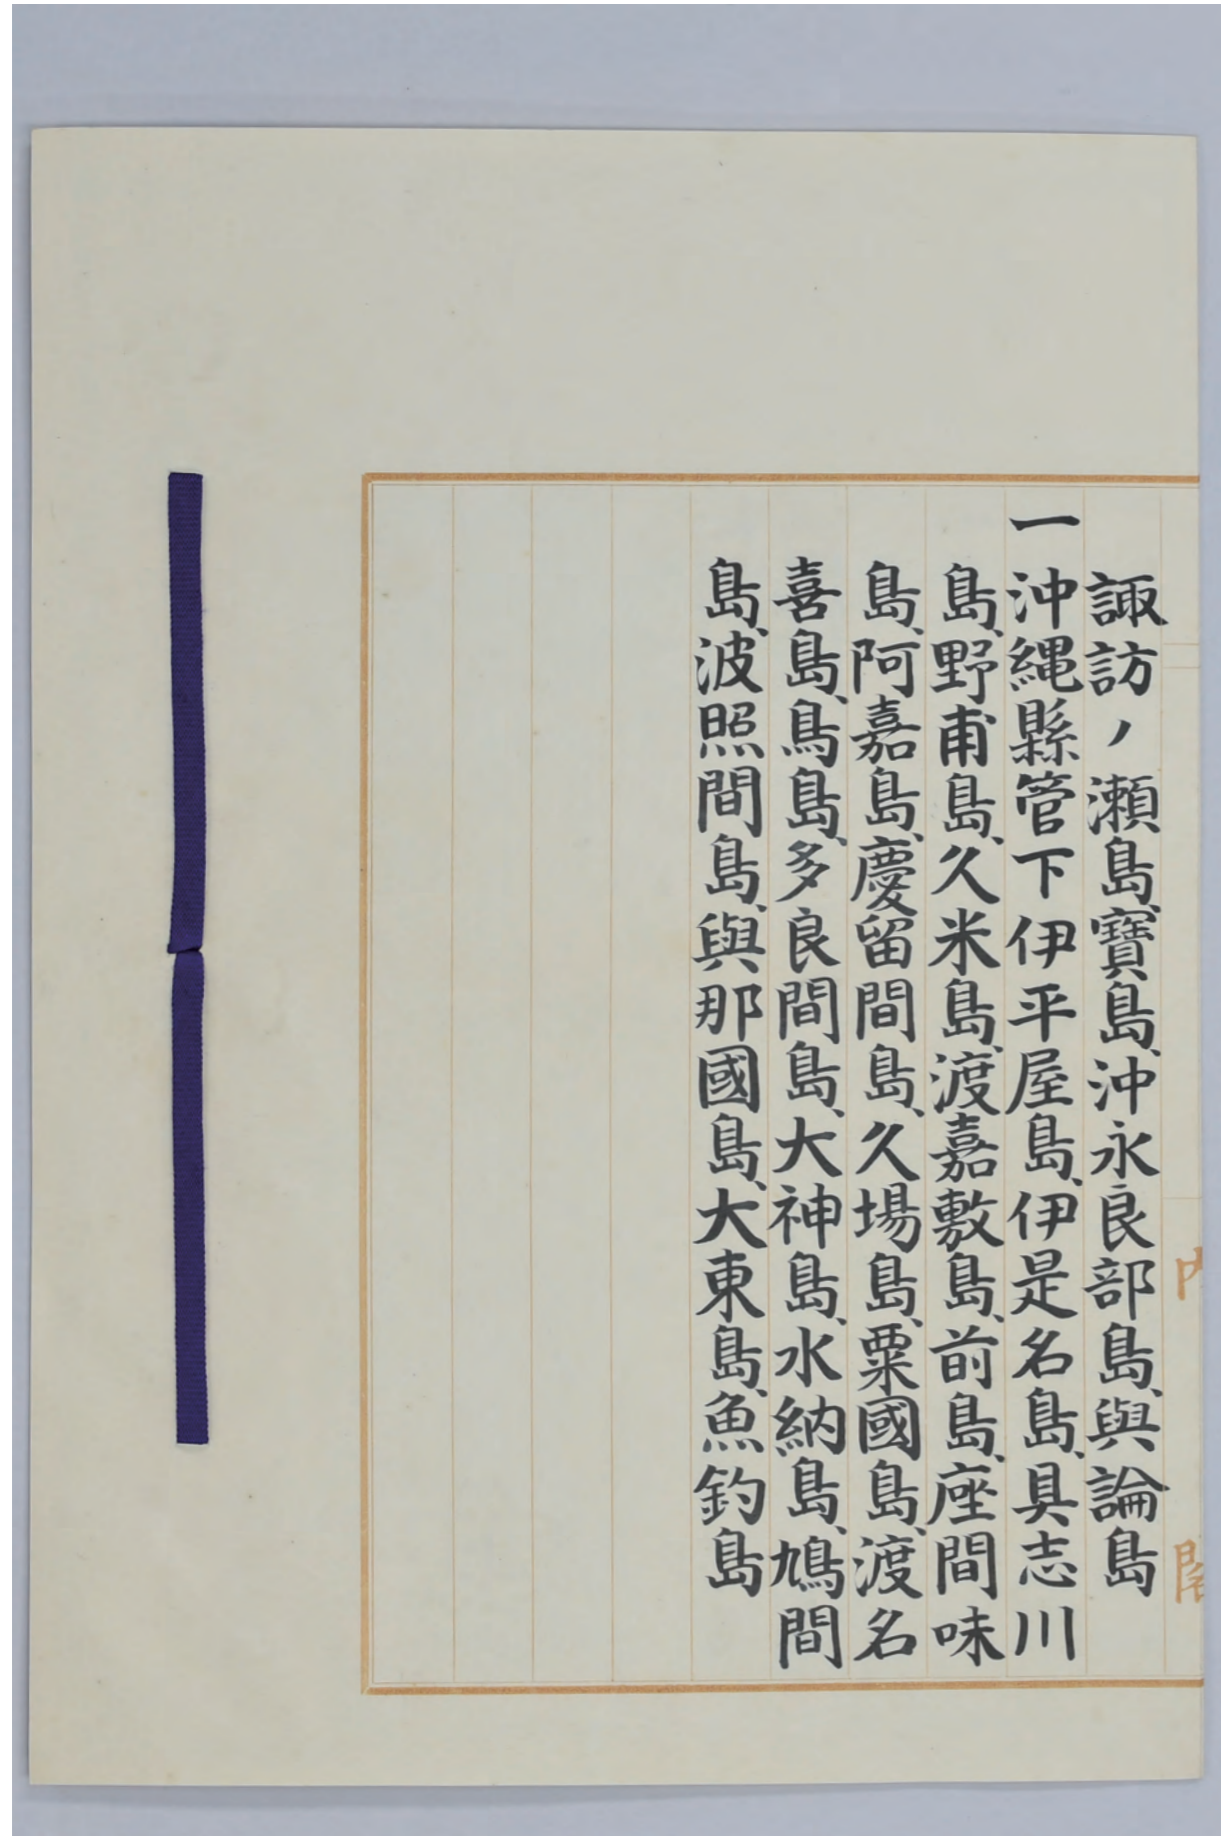 諏訪ノ瀬島、寶島、沖永良部島、與論島
一沖縄縣管下伊平屋島、伊是名島、具志川
島、野甫島、久米島、渡嘉敷島、前島、座間味
島、阿嘉島、慶留間島、久場島、粟國島、渡名
喜島、鳥島、多良間島、大神島、水納島、鳩間
島、波照間島、與那國島、大東島、魚釣島